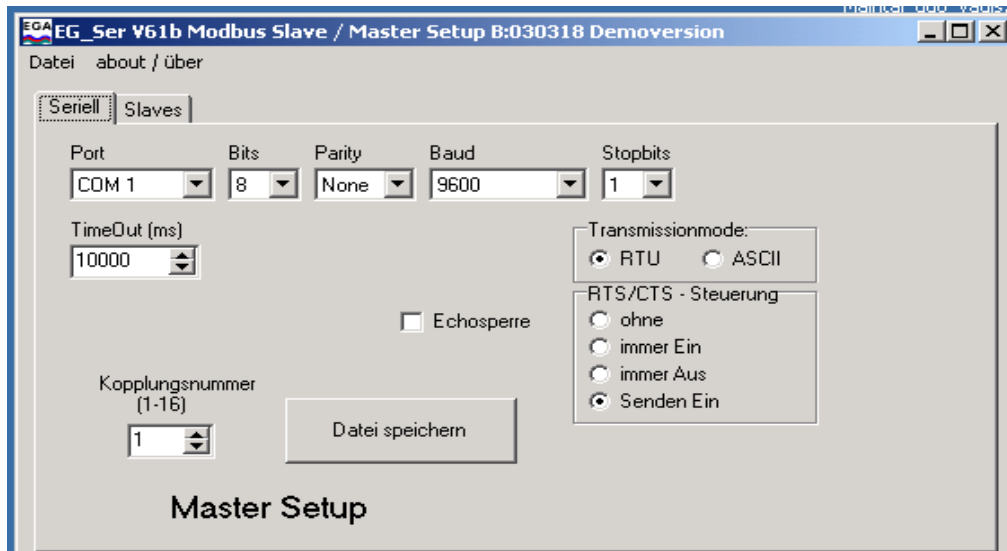 EGA EG_Ser V61b Modbus Slave / Master Setup B:030318 Demoversion
Datei about / über
Seriell Slaves
Port Bits Parity Baud Stopbits
COM 1 8 None 9600 1
TimeOut (ms)
10000
Transmissionmode:
RTU ASCII
RTS/CTS - Steuerung
ohne
immer Ein
immer Aus
Senden Ein
Echosperre
Kopplungsnummer
(1-16)
1
Datei speichern
Master Setup